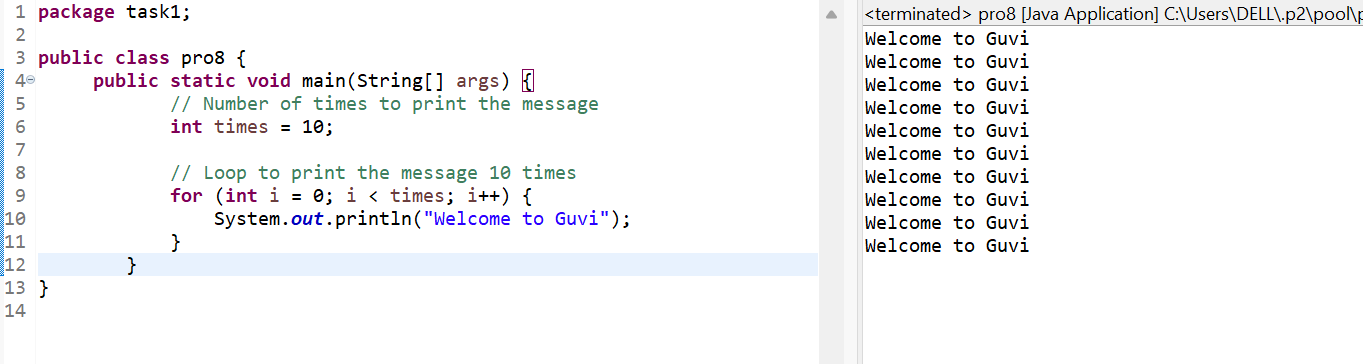 1 package task1;
2
3 public class pro8 {
4 public static void main(String[] args) {
5 // Number of times to print the message
6 int times = 10;
7
8 // Loop to print the message 10 times
9 for (int i = 0; i < times; i++) {
10 System.out.println("Welcome to Guvi");
11 }
12 }
13 }
14
<terminated> pro8 [Java Application] C:\Users\DELL\.p2\pool\p
Welcome to Guvi
Welcome to Guvi
Welcome to Guvi
Welcome to Guvi
Welcome to Guvi
Welcome to Guvi
Welcome to Guvi
Welcome to Guvi
Welcome to Guvi
Welcome to Guvi